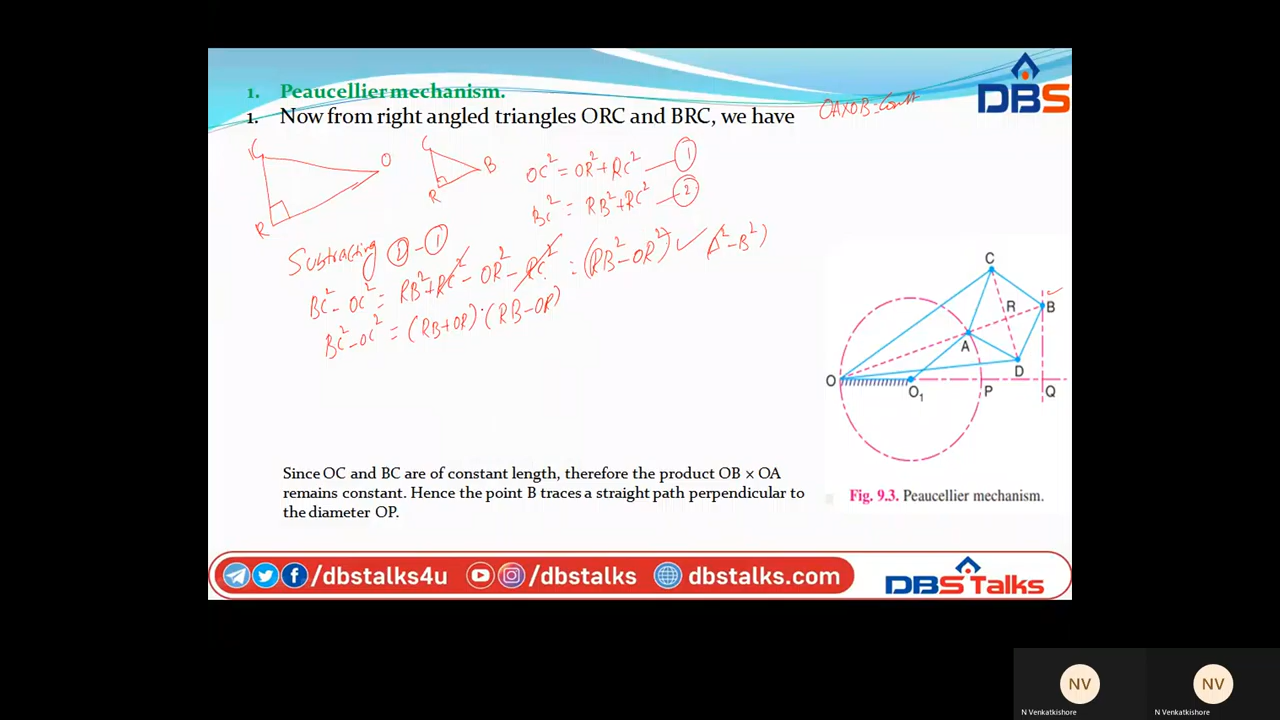 1. Peaucellier mechanism.
1. Now from right angled triangles ORC and BRC, we have
OA×OB=Const
DBS
C
O
R
C
B
R
OC² = OR² + RC² — ①
BC² = RB² + RC² — ②
Subtracting ② - ①
BC² - OC² = RB² + RC² - OR² - RC² = (RB² - OR²) ✓ A² - B²)
BC² - OC² = (RB+OR)·(RB-OR)
C
B
R
A
D
O
O₁
P
Q
Fig. 9.3. Peaucellier mechanism.
Since OC and BC are of constant length, therefore the product OB × OA
remains constant. Hence the point B traces a straight path perpendicular to
the diameter OP.
/dbstalks4u /dbstalks dbstalks.com
DBS Talks
NV
NV
N Venkatkishore
N Venkatkishore